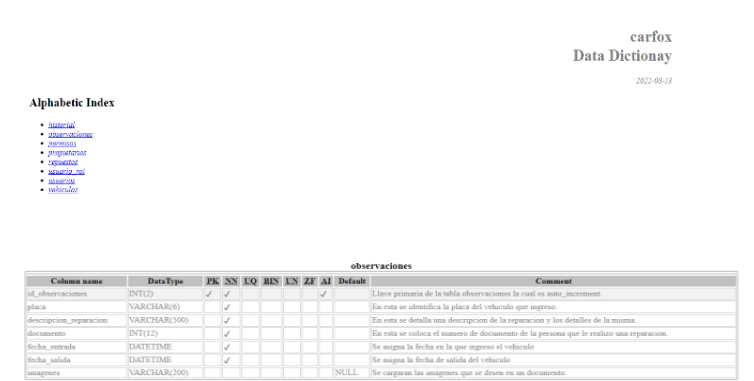 carfox
Data Dictionay
2022-08-13
Alphabetic Index
historial
observaciones
permisos
propietarios
repuestos
usuario_rol
usuarios
vehiculos
observaciones
Column name DataType PK NN UQ BIN UN ZF AI Default Comment
id_observaciones INT(2) ✓ ✓ ✓ Llave primaria de la tabla observaciones la cual es auto_increment.
placa VARCHAR(6) ✓ En esta se identifica la placa del vehuculo que ingreso.
descripcion_reparacion VARCHAR(500) ✓ En esta se detalla una descripcion de la reparacion y los detalles de la misma.
documento INT(12) ✓ En esta se coloca el numero de documento de la persona que le realizo una reparacion.
fecha_entrada DATETIME ✓ Se asigna la fecha en la que ingreso el vehiculo
fecha_salida DATETIME ✓ Se asigna la fecha de salida del vehiculo
imagenes VARCHAR(200) NULL Se cargaran las imagenes que se deseen en un documento.